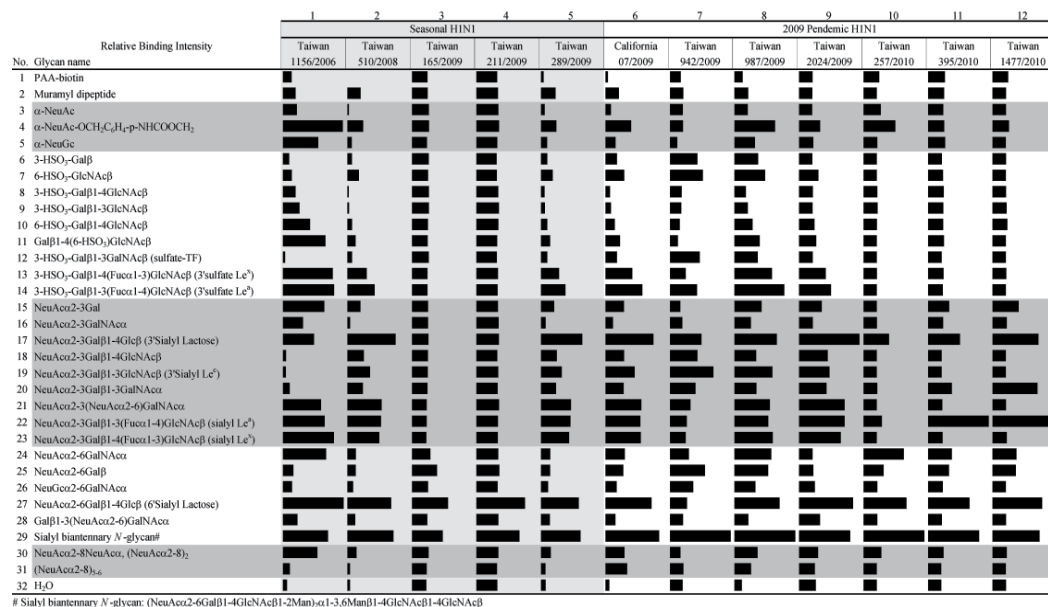 1 2 3 4 5 6 7 8 9 10 11 12
Seasonal H1N1 2009 Pendemic H1N1
Relative Binding Intensity Taiwan Taiwan Taiwan Taiwan Taiwan California Taiwan Taiwan Taiwan Taiwan Taiwan Taiwan
No. Glycan name 1156/2006 510/2008 165/2009 211/2009 289/2009 07/2009 942/2009 987/2009 2024/2009 257/2010 395/2010 1477/2010
1 PAA-biotin
2 Muramyl dipeptide
3 α-NeuAc
4 α-NeuAc-OCH₂C₆H₄-p-NHCOOCH₂
5 α-NeuGc
6 3-HSO₃-Galβ
7 6-HSO₃-GlcNAcβ
8 3-HSO₃-Galβ1-4GlcNAcβ
9 3-HSO₃-Galβ1-3GlcNAcβ
10 6-HSO₃-Galβ1-4GlcNAcβ
11 Galβ1-4(6-HSO₃)GlcNAcβ
12 3-HSO₃-Galβ1-3GalNAcα (sulfate-TF)
13 3-HSO₃-Galβ1-4(Fucα1-3)GlcNAcβ (3'sulfate Leˣ)
14 3-HSO₃-Galβ1-3(Fucα1-4)GlcNAcβ (3'sulfate Leᵃ)
15 NeuAcα2-3Gal
16 NeuAcα2-3GalNAcα
17 NeuAcα2-3Galβ1-4Glcβ (3'Sialyl Lactose)
18 NeuAcα2-3Galβ1-4GlcNAcβ
19 NeuAcα2-3Galβ1-3GlcNAcβ (3'Sialyl Leᶜ)
20 NeuAcα2-3Galβ1-3GalNAcα
21 NeuAcα2-3(NeuAcα2-6)GalNAcα
22 NeuAcα2-3Galβ1-3(Fucα1-4)GlcNAcβ (sialyl Leᵃ)
23 NeuAcα2-3Galβ1-4(Fucα1-3)GlcNAcβ (sialyl Leˣ)
24 NeuAcα2-6GalNAcα
25 NeuAcα2-6Galβ
26 NeuGcα2-6GalNAcα
27 NeuAcα2-6Galβ1-4Glcβ (6'Sialyl Lactose)
28 Galβ1-3(NeuAcα2-6)GalNAcα
29 Sialyl biantennary N-glycan#
30 NeuAcα2-8NeuAcα, (NeuAcα2-8)₂
31 (NeuAcα2-8)₅₋₆
32 H₂O
# Sialyl biantennary N-glycan: (NeuAcα2-6Galβ1-4GlcNAcβ1-2Man)₂α1-3,6Manβ1-4GlcNAcβ1-4GlcNAcβ